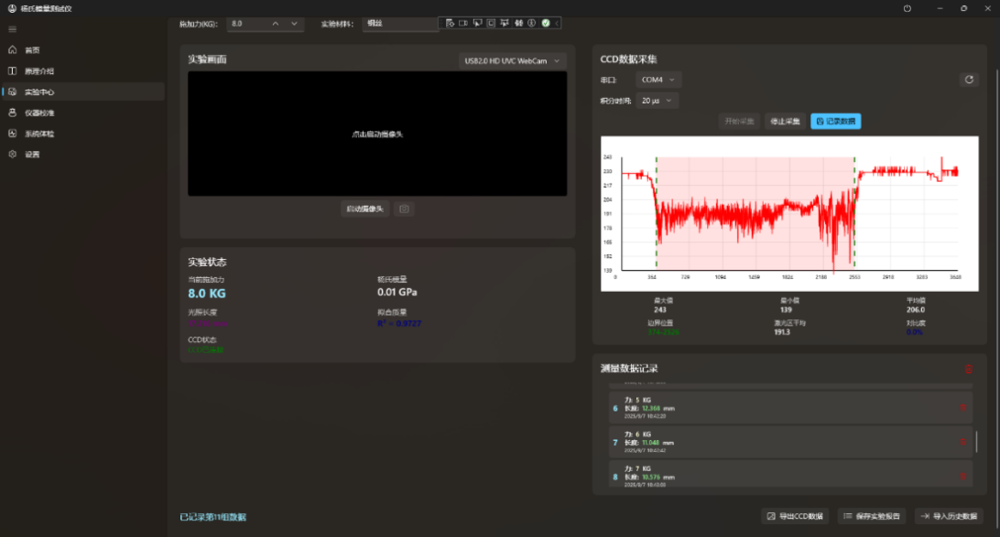 杨氏模量测试仪
首页
原理介绍
实验中心
仪器校准
系统体检
设置
施加力(KG): 8.0
实验材料: 钢丝
实验画面
USB2.0 HD UVC WebCam
点击启动摄像头
启动摄像头
实验状态
当前施加力
8.0 KG
杨氏模量
0.01 GPa
光斑长度
拟合质量
R² = 0.9727
CCD状态
CCD数据采集
串口: COM4
积分时间: 20 μs
开始采集 停止采集 记录数据
240
230
217
204
191
178
165
152
139
0 364 729 1094 1459 1824 2188 2553 2918 3283 3648
最大值 最小值 平均值
243 139 206.0
边界位置 激光区平均 对比度
191.3 0.0%
测量数据记录
6
力: 5 KG
长度: 12.368 mm
2025/8/7 18:42:28
7
力: 6 KG
长度: 11.048 mm
2025/8/7 18:42:42
8
力: 7 KG
长度: 10.576 mm
已记录第11组数据
导出CCD数据 保存实验报告 导入历史数据